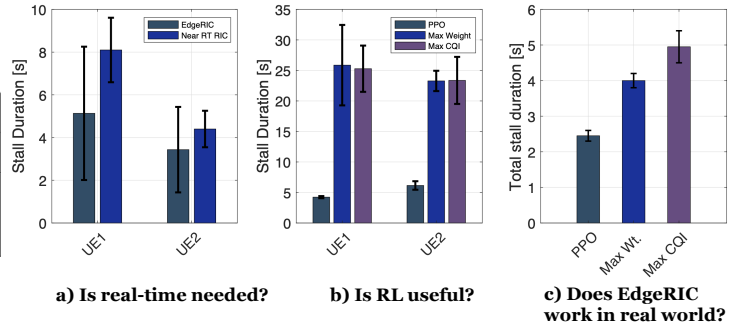 EdgeRIC
Near RT RIC
Stall Duration [s]
10
8
6
4
2
0
UE1
UE2
a) Is real-time needed?
PPO
Max Weight
Max CQI
Stall Duration [s]
35
30
25
20
15
10
5
0
UE1
UE2
b) Is RL useful?
Total stall duration [s]
6
5
4
3
2
1
0
PPO
Max Wt.
Max CQI
c) Does EdgeRIC
work in real world?